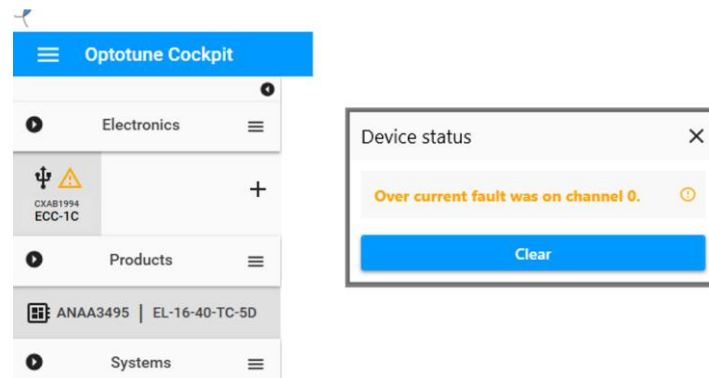 Optotune Cockpit
Electronics
CXAB1994
ECC-1C
Products
ANAA3495 | EL-16-40-TC-5D
Systems
Device status
Over current fault was on channel 0.
Clear